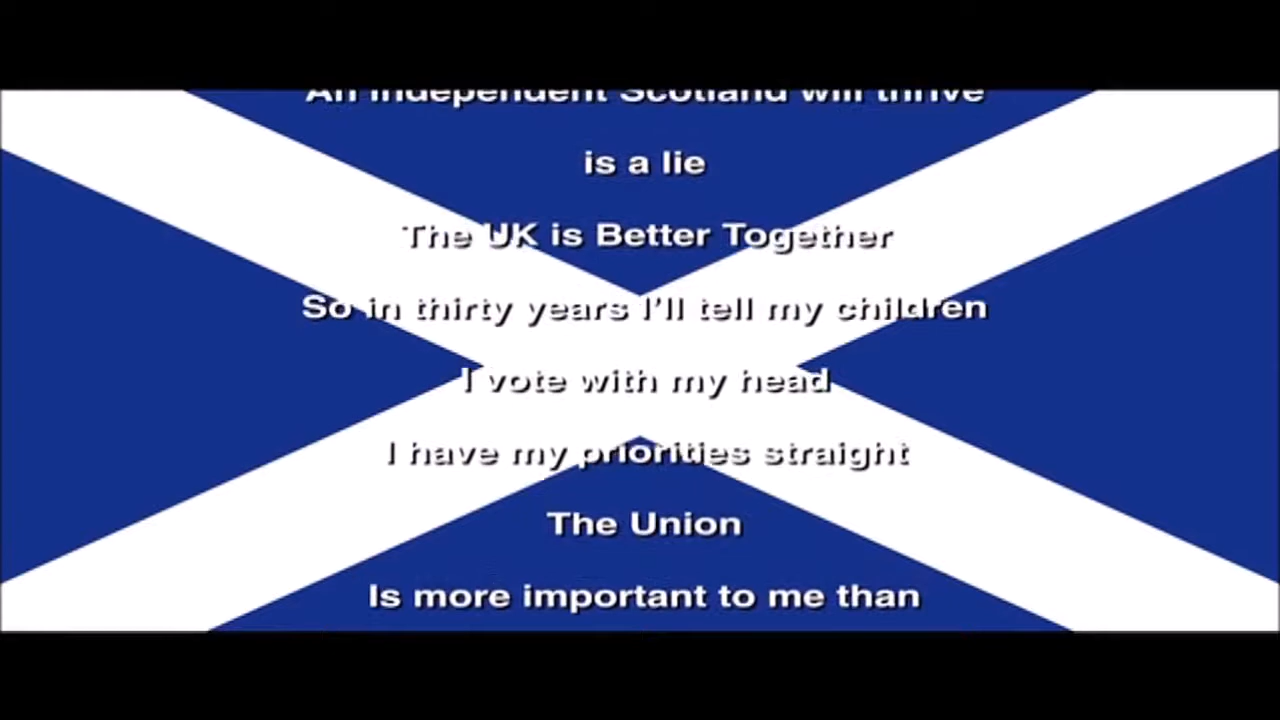 An Independent Scotland will thrive
is a lie
The UK is Better Together
So in thirty years I'll tell my children
I vote with my head
I have my priorities straight
The Union
Is more important to me than